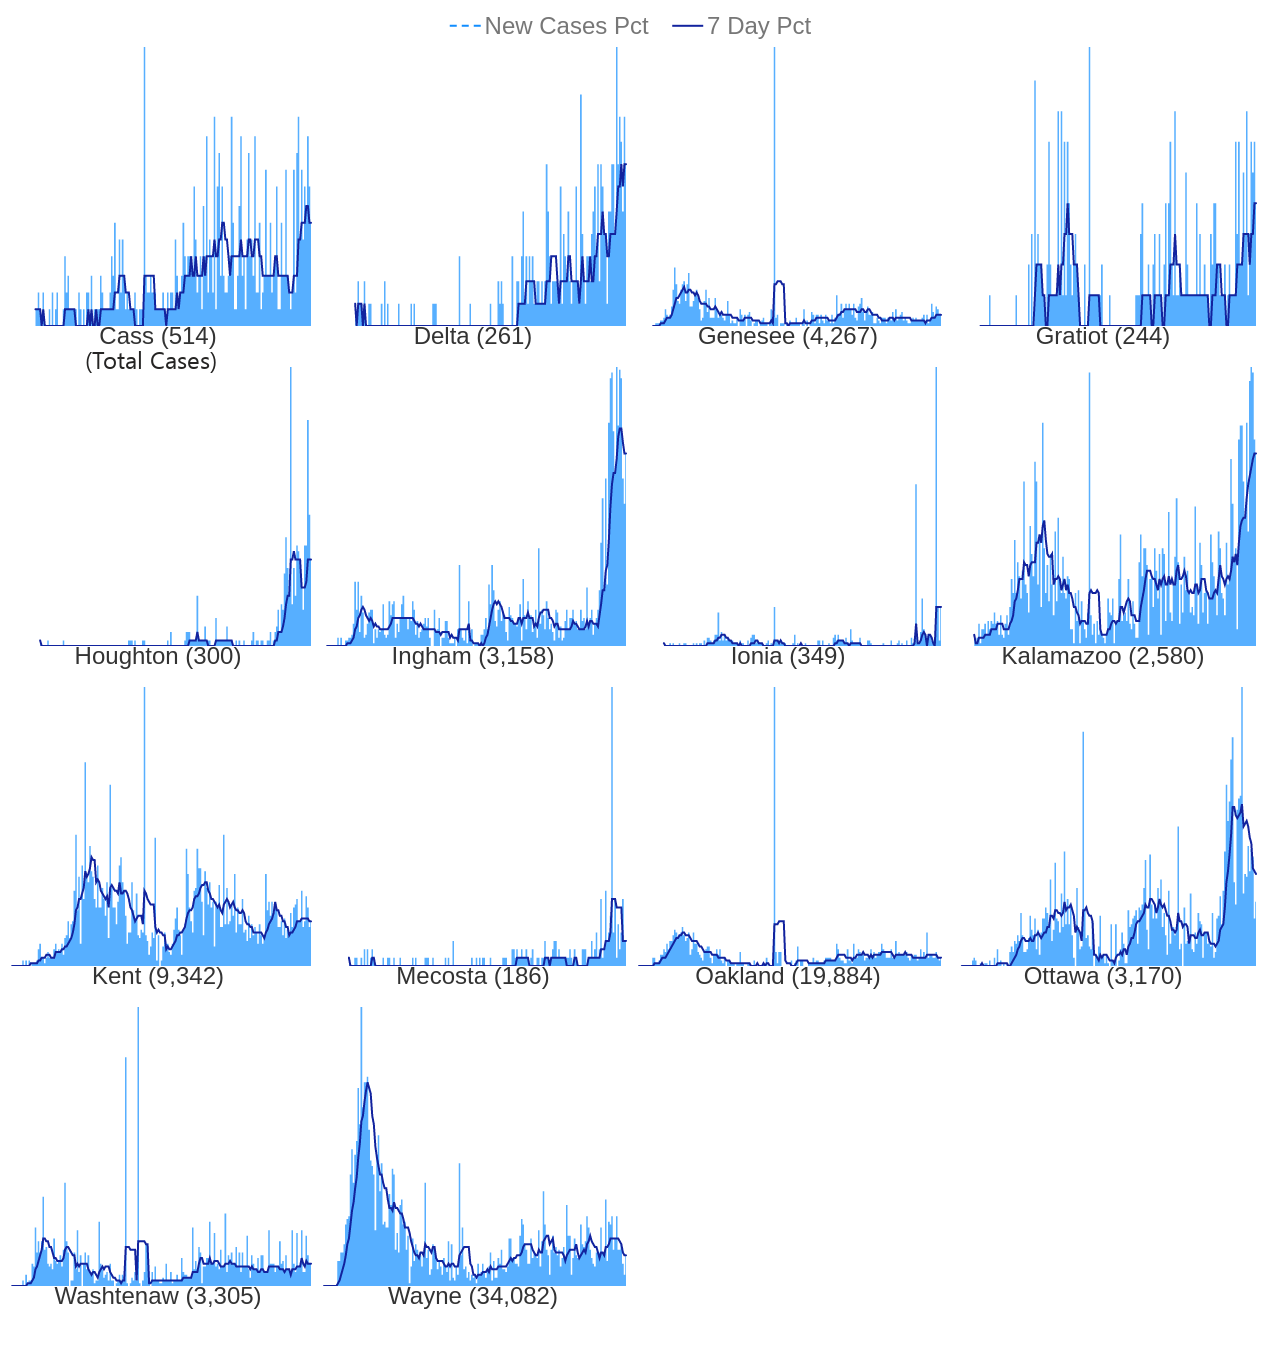 New Cases Pct 7 Day Pct
Cass (514) Delta (261) Genesee (4,267) Gratiot (244)
(Total Cases)
Houghton (300) Ingham (3,158) Ionia (349) Kalamazoo (2,580)
Kent (9,342) Mecosta (186) Oakland (19,884) Ottawa (3,170)
Washtenaw (3,305) Wayne (34,082)